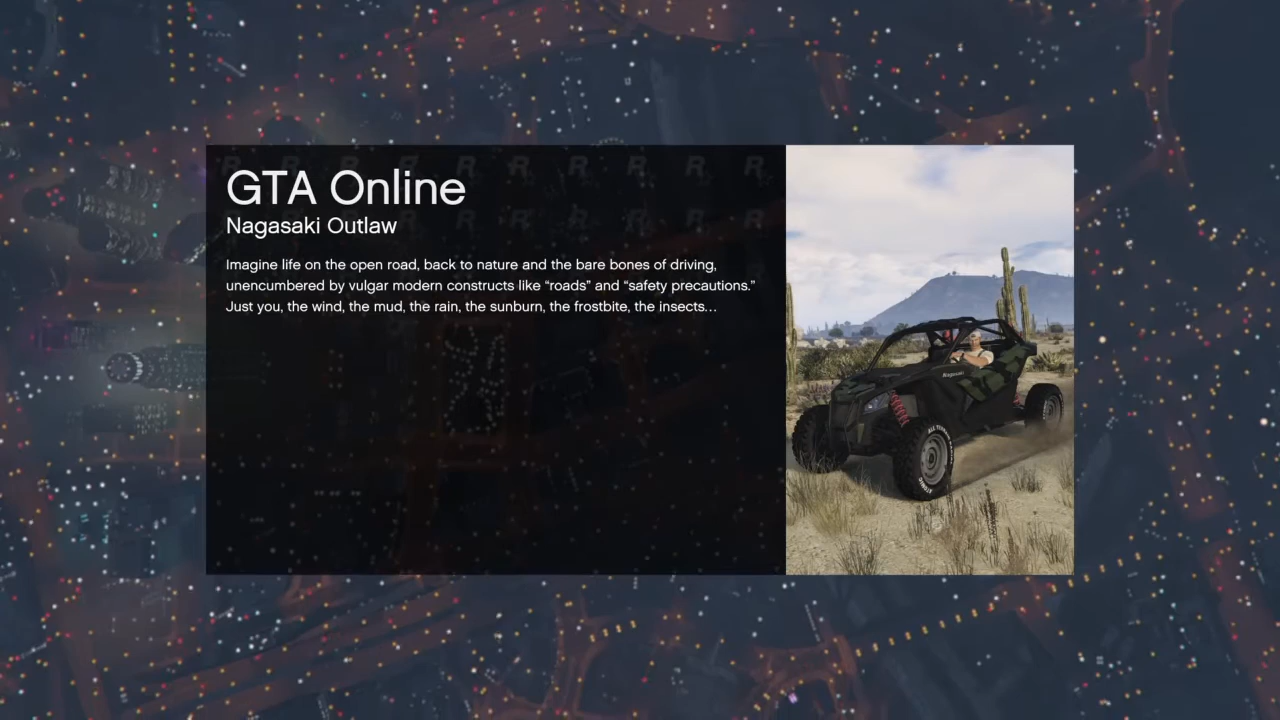 GTA Online
Nagasaki Outlaw
Imagine life on the open road, back to nature and the bare bones of driving,
unencumbered by vulgar modern constructs like “roads” and “safety precautions.”
Just you, the wind, the mud, the rain, the sunburn, the frostbite, the insects…
Nagasaki